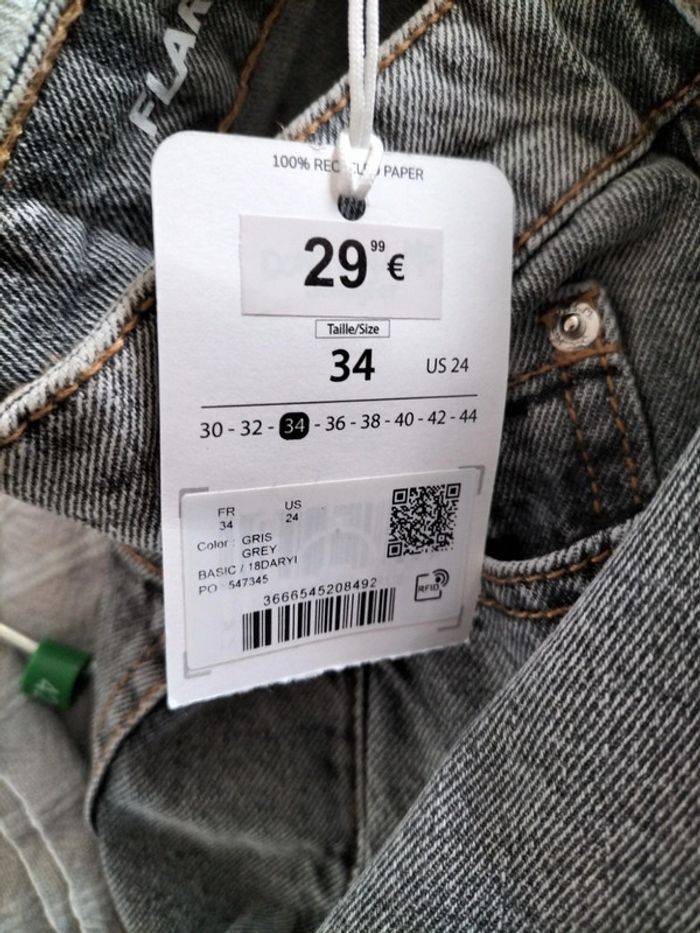 FLAR
100% RECYCLED PAPER
29,99 €
Taille/Size
34 US 24
30 - 32 - 34 - 36 - 38 - 40 - 42 - 44
FR US
34 24
Color : GRIS
GREY
BASIC / 18DARYI
PO : 547345
3666545208492
RFID